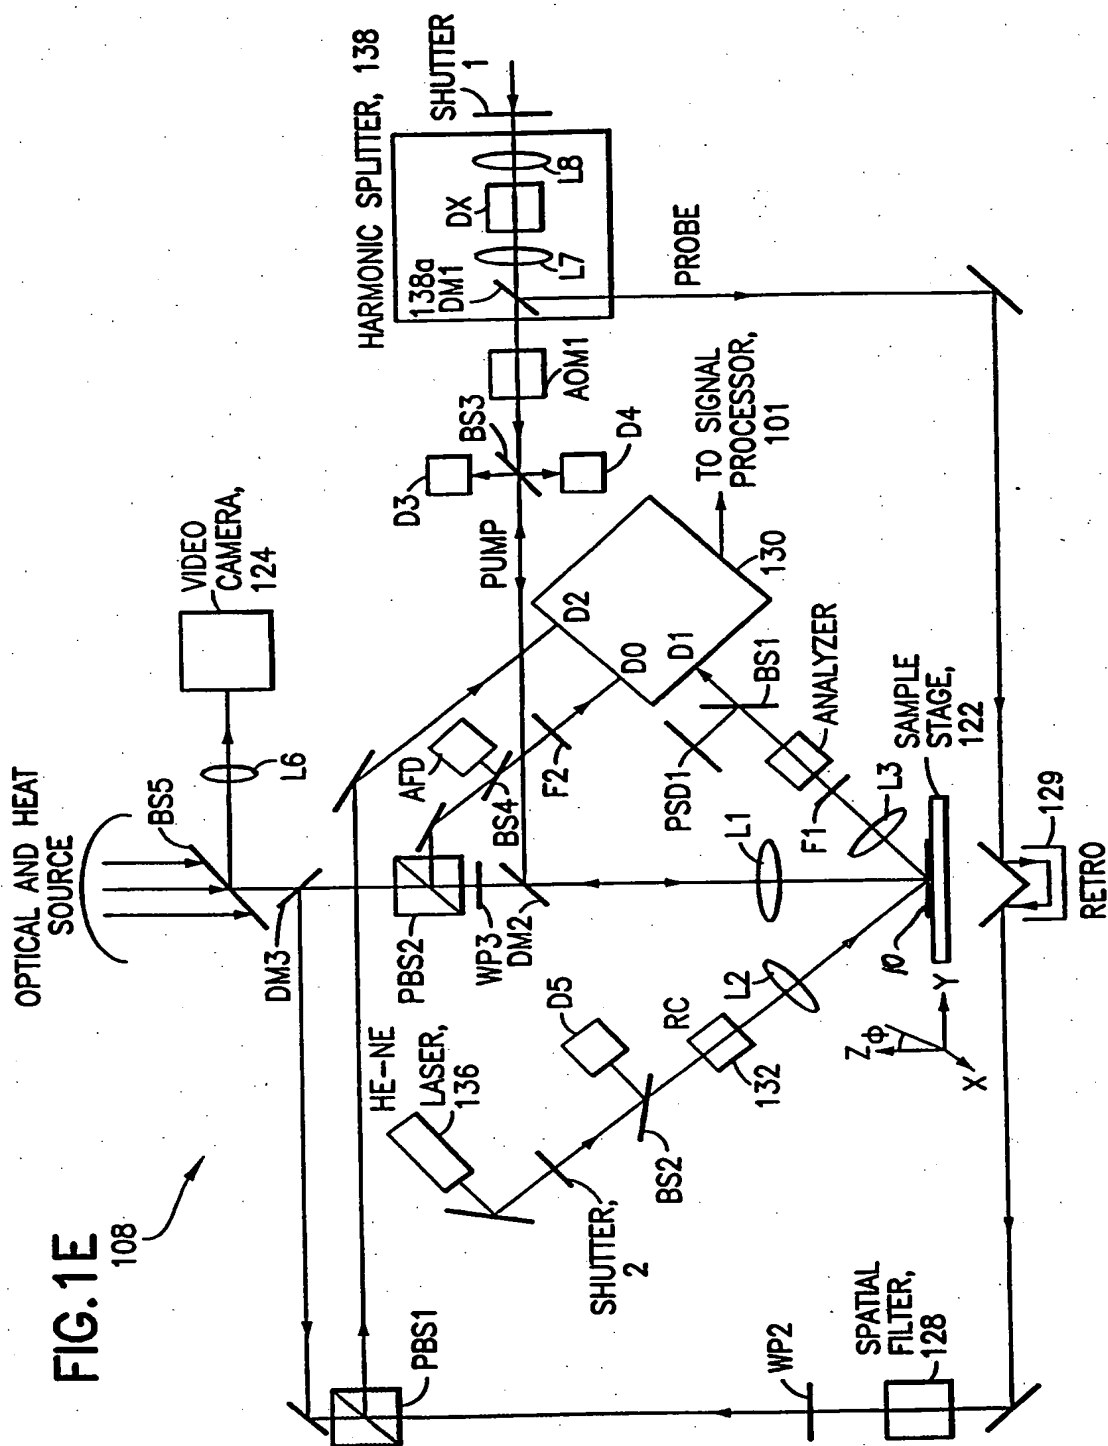 FIG.1E
108
OPTICAL AND HEAT
SOURCE
BS5
L6
VIDEO
CAMERA,
124
DM3
HARMONIC SPLITTER, 138
SHUTTER
1
L8
DX
L7
138a
DM1
AOM1
PROBE
BS3
D3
D4
PUMP
TO SIGNAL
PROCESSOR,
101
D2
D0
D1
130
AFD
BS4
F2
PBS2
WP3
DM2
PSD1
BS1
ANALYZER
F1
L3
L1
SAMPLE
STAGE,
122
HE-NE
LASER,
136
D5
RC
132
L2
BS2
SHUTTER,
2
10
Z
ϕ
Y
X
129
RETRO
PBS1
WP2
SPATIAL
FILTER,
128